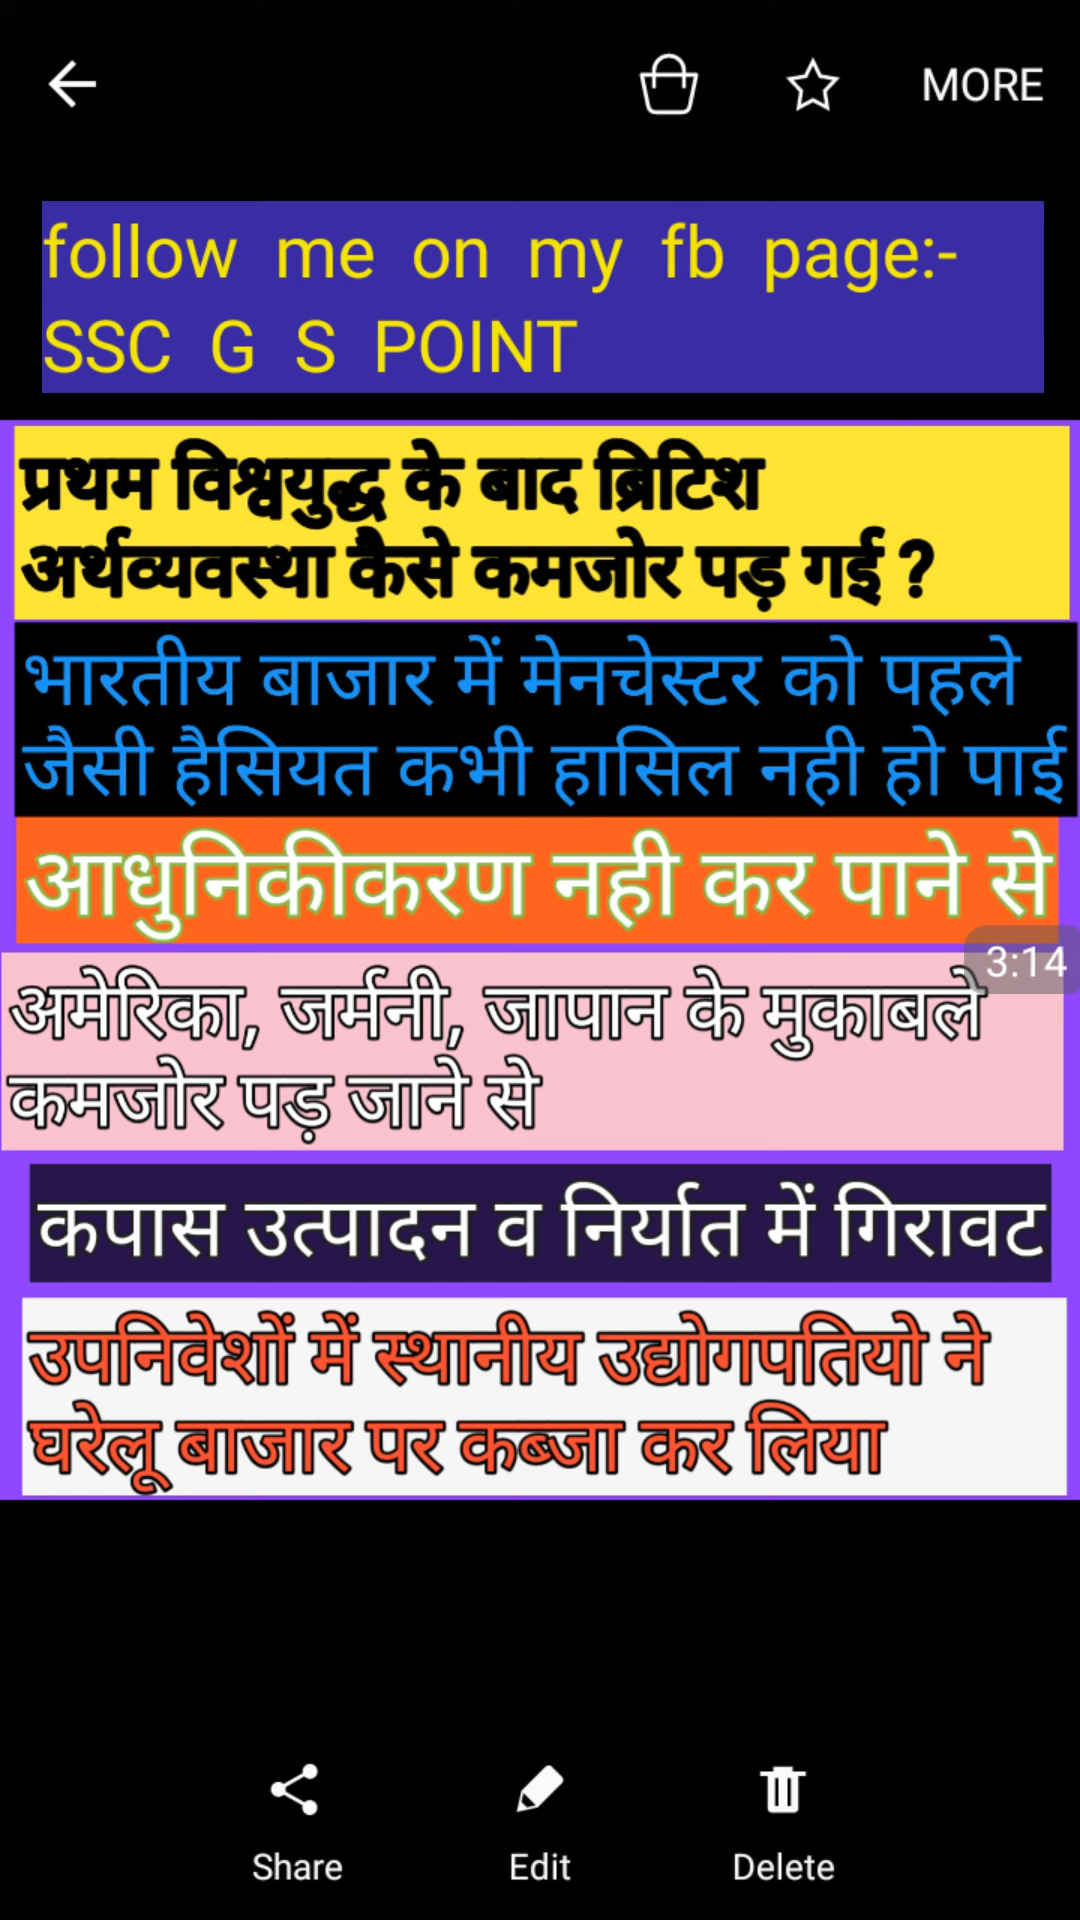 MORE
follow me on my fb page:-
SSC G S POINT
प्रथम विश्वयुद्ध के बाद ब्रिटिश
अर्थव्यवस्था कैसे कमजोर पड़ गई ?
भारतीय बाजार में मेनचेस्टर को पहले
जैसी हैसियत कभी हासिल नही हो पाई
आधुनिकीकरण नही कर पाने से
3:14
अमेरिका, जर्मनी, जापान के मुकाबले
कमजोर पड़ जाने से
कपास उत्पादन व निर्यात में गिरावट
उपनिवेशों में स्थानीय उद्योगपतियो ने
घरेलू बाजार पर कब्जा कर लिया
Share Edit Delete